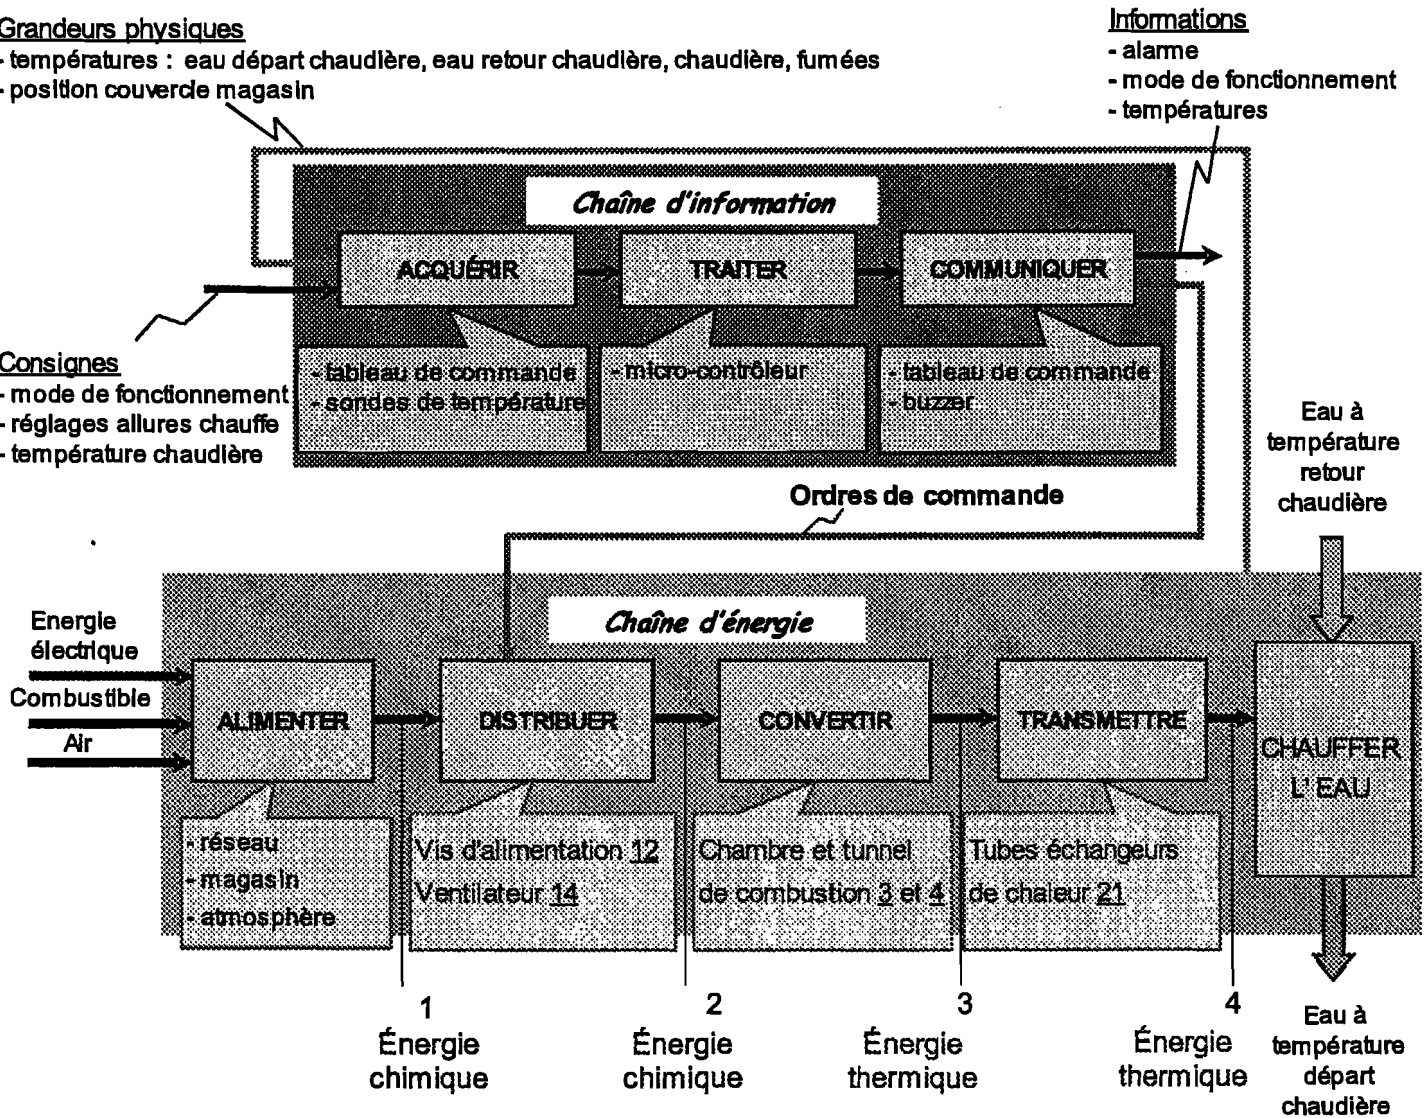 Grandeurs physiques
- températures : eau départ chaudière, eau retour chaudière, chaudière, fumées
- position couvercle magasin
Informations
- alarme
- mode de fonctionnement
- températures
Chaîne d'information
ACQUÉRIR
TRAITER
COMMUNIQUER
Consignes
- mode de fonctionnement
- réglages allures chauffe
- température chaudière
- tableau de commande
- sondes de température
- micro-contrôleur
- tableau de commande
- buzzer
Ordres de commande
Eau à
température
retour
chaudière
Chaîne d'énergie
Energie
électrique
Combustible
Air
ALIMENTER
DISTRIBUER
CONVERTIR
TRANSMETTRE
CHAUFFER
L' EAU
- réseau
- magasin
- atmosphère
Vis d'alimentation 12
Ventilateur 14
Chambre et tunnel
de combustion 3 et 4
Tubes échangeurs
de chaleur 21
1
Énergie
chimique
2
Énergie
chimique
3
Énergie
thermique
4
Énergie
thermique
Eau à
température
départ
chaudière